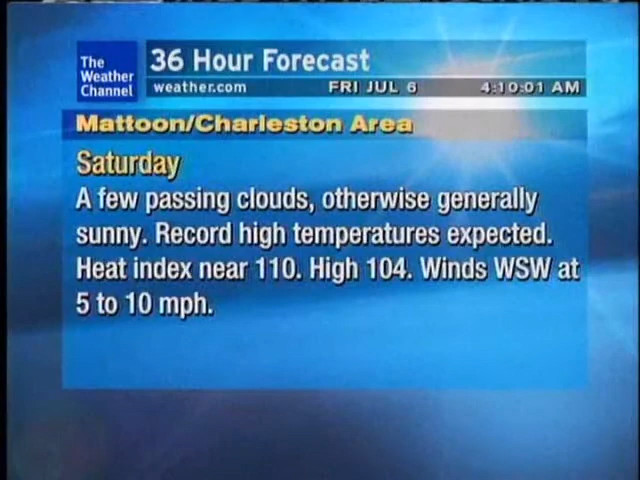 The
Weather
Channel
36 Hour Forecast
weather.com FRI JUL 6 4:10:01 AM
Mattoon/Charleston Area
Saturday
A few passing clouds, otherwise generally
sunny. Record high temperatures expected.
Heat index near 110. High 104. Winds WSW at
5 to 10 mph.